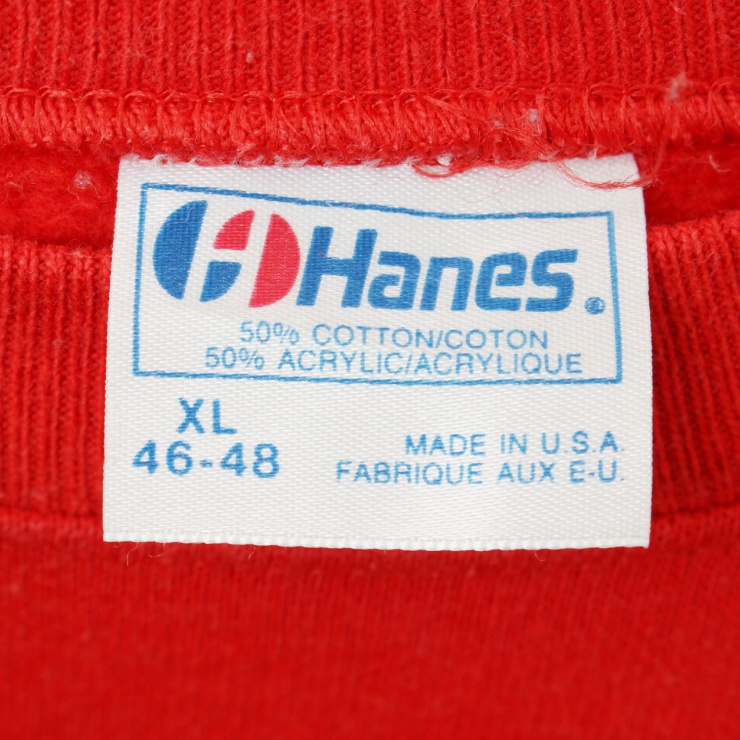 Hanes®
50% COTTON/COTON
50% ACRYLIC/ACRYLIQUE
XL
46-48
MADE IN U.S.A.
FABRIQUE AUX E-U.